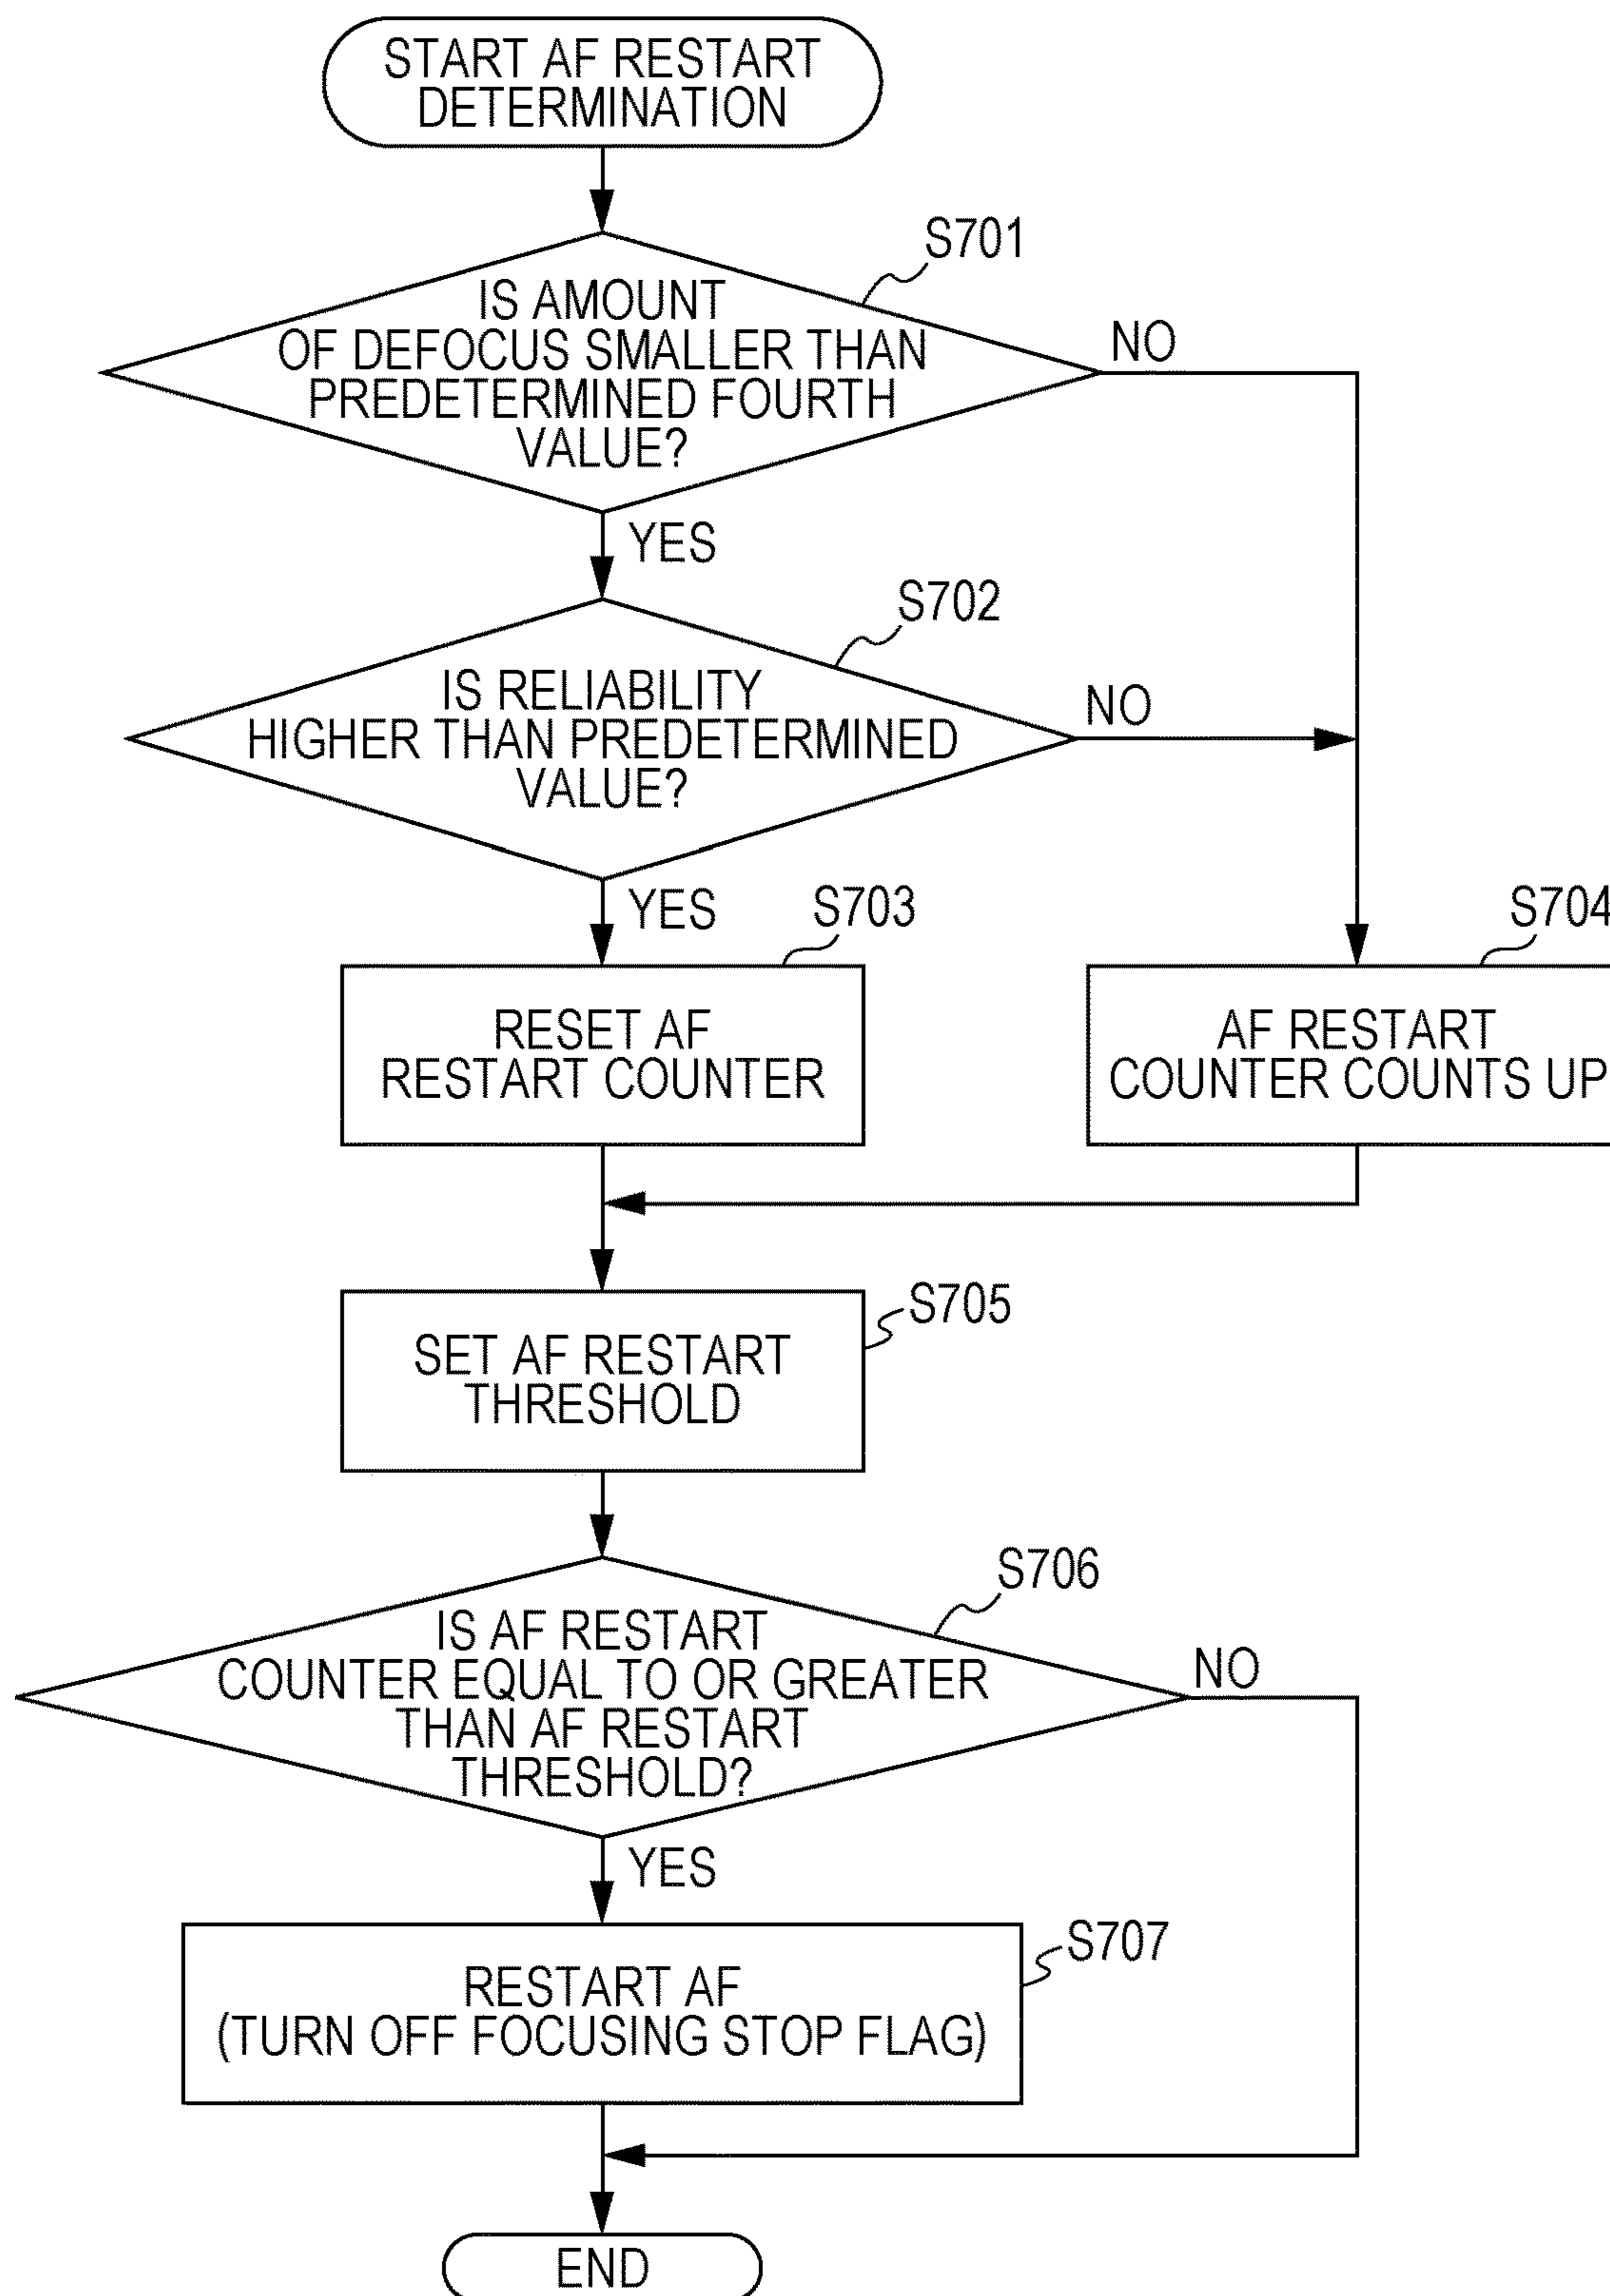 START AF RESTART
DETERMINATION
S701
IS AMOUNT
OF DEFOCUS SMALLER THAN
PREDETERMINED FOURTH
VALUE?
NO
YES
S702
IS RELIABILITY
HIGHER THAN PREDETERMINED
VALUE?
NO
YES
S703
S704
RESET AF
RESTART COUNTER
AF RESTART
COUNTER COUNTS UP
S705
SET AF RESTART
THRESHOLD
S706
IS AF RESTART
COUNTER EQUAL TO OR GREATER
THAN AF RESTART
THRESHOLD?
NO
YES
S707
RESTART AF
(TURN OFF FOCUSING STOP FLAG)
END